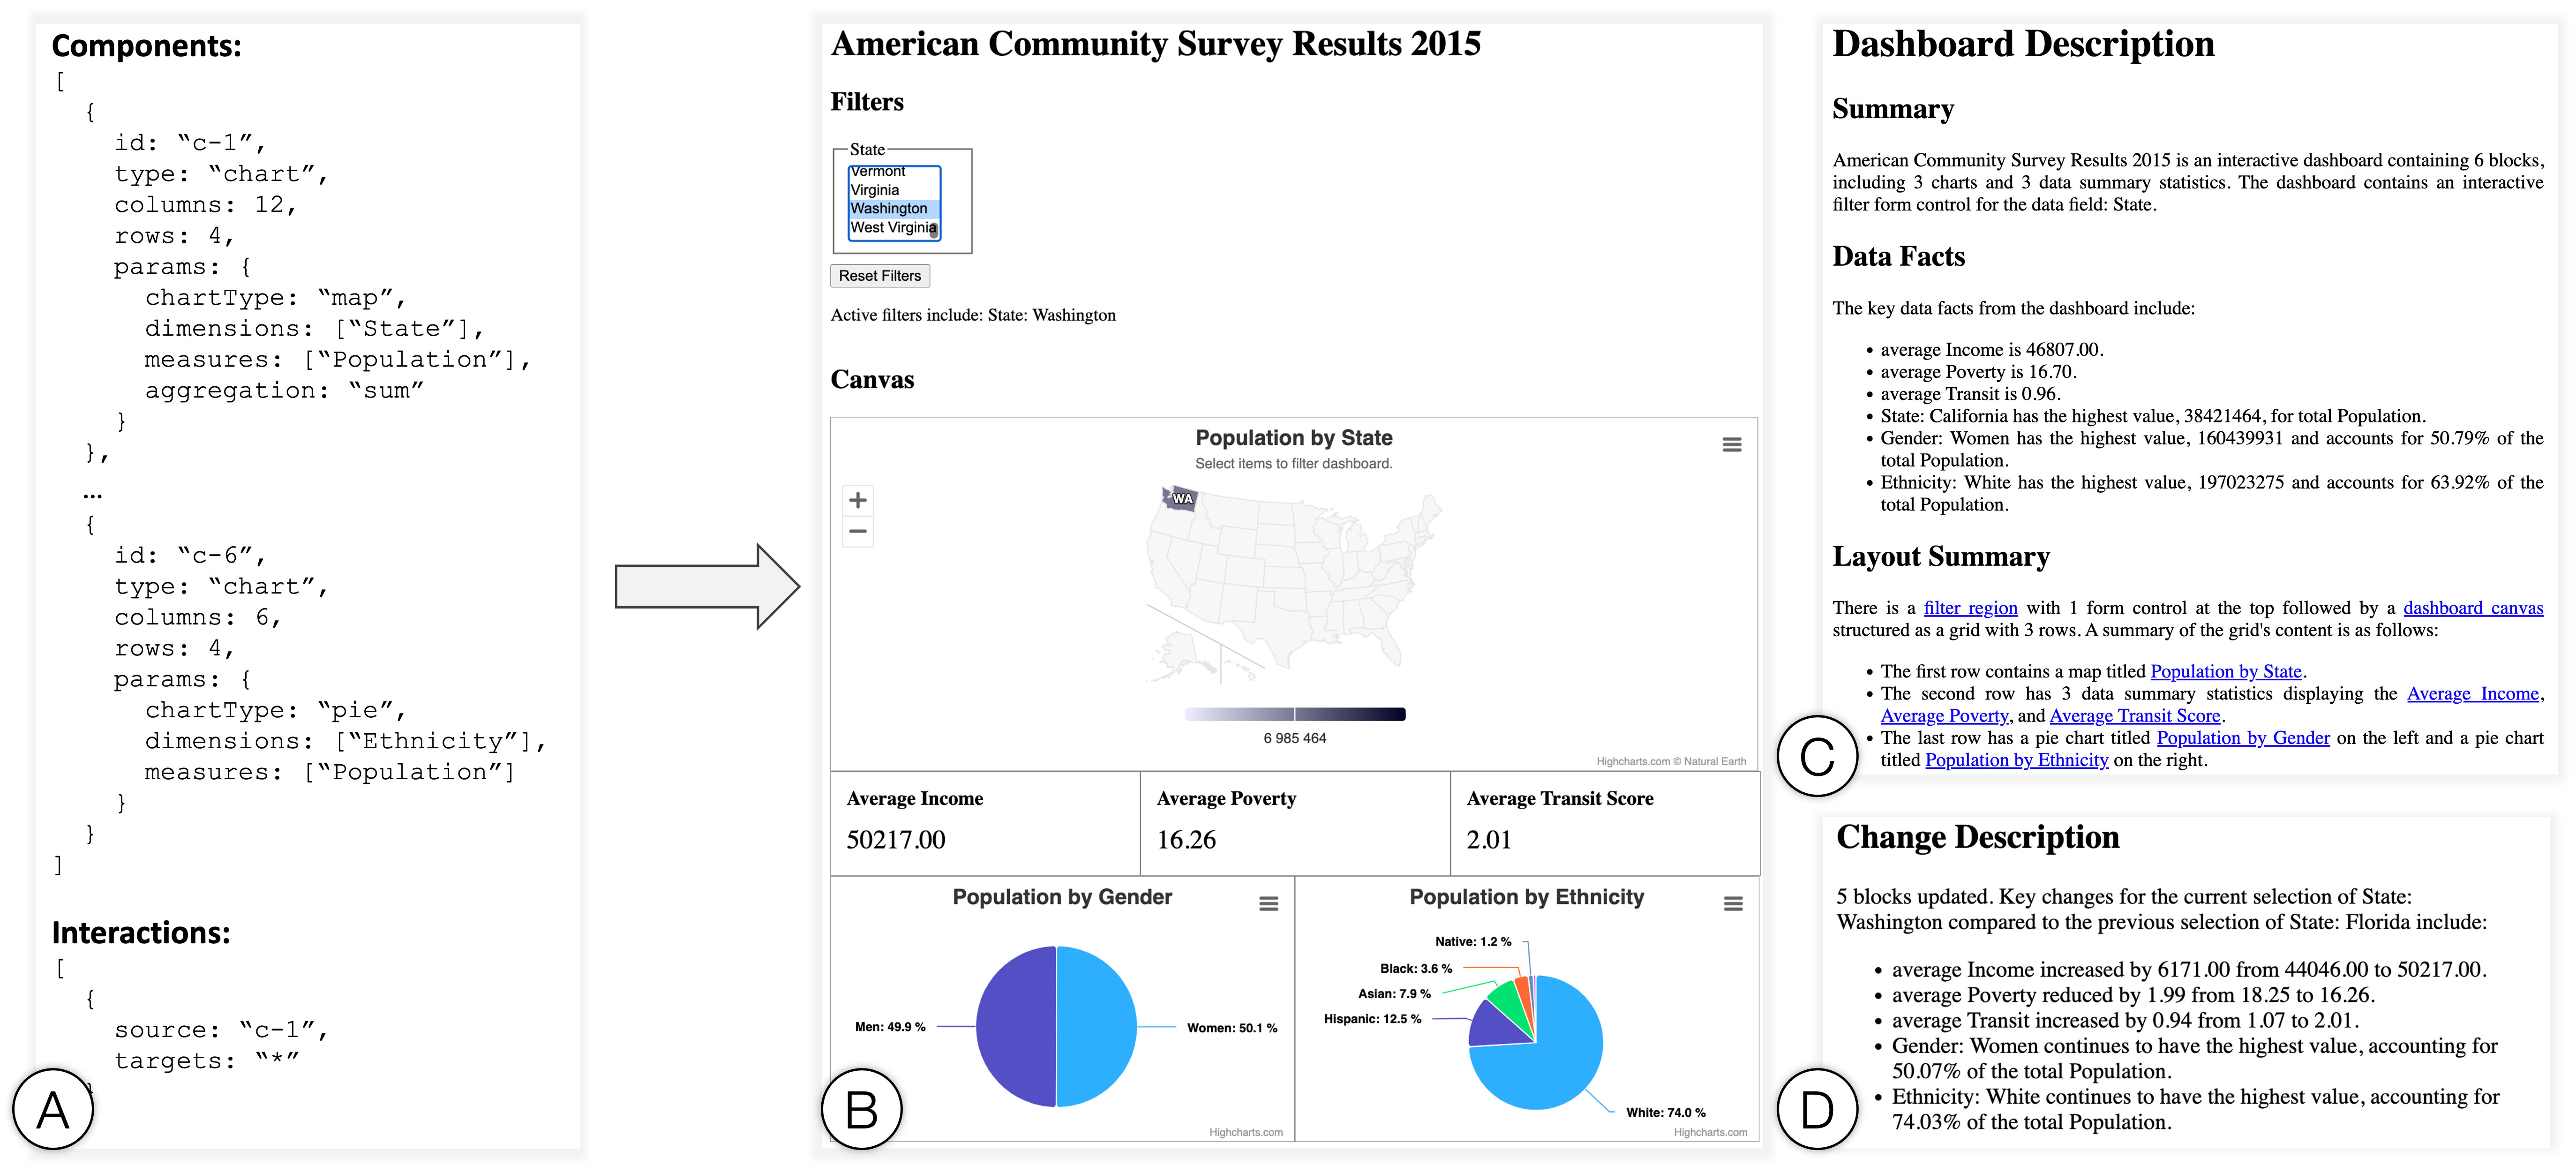 Components:
[
{
id: “c-1”,
type: “chart”,
columns: 12,
rows: 4,
params: {
chartType: “map”,
dimensions: [“State”],
measures: [“Population”],
aggregation: “sum”
}
},
…
{
id: “c-6”,
type: “chart”,
columns: 6,
rows: 4,
params: {
chartType: “pie”,
dimensions: [“Ethnicity”],
measures: [“Population”]
}
}
]
Interactions:
[
{
source: “c-1”,
targets: “*”
}
A
American Community Survey Results 2015
Filters
State
Vermont
Virginia
Washington
West Virginia
Reset Filters
Active filters include: State: Washington
Canvas
Population by State
Select items to filter dashboard.
+
−
WA
6 985 464
Highcharts.com © Natural Earth
Average Income
50217.00
Average Poverty
16.26
Average Transit Score
2.01
Population by Gender
Men: 49.9 %
Women: 50.1 %
Highcharts.com
Population by Ethnicity
Native: 1.2 %
Black: 3.6 %
Asian: 7.9 %
Hispanic: 12.5 %
White: 74.0 %
Highcharts.com
B
Dashboard Description
Summary
American Community Survey Results 2015 is an interactive dashboard containing 6 blocks,
including 3 charts and 3 data summary statistics. The dashboard contains an interactive
filter form control for the data field: State.
Data Facts
The key data facts from the dashboard include:
• average Income is 46807.00.
• average Poverty is 16.70.
• average Transit is 0.96.
• State: California has the highest value, 38421464, for total Population.
• Gender: Women has the highest value, 160439931 and accounts for 50.79% of the
total Population.
• Ethnicity: White has the highest value, 197023275 and accounts for 63.92% of the
total Population.
Layout Summary
There is a filter region with 1 form control at the top followed by a dashboard canvas
structured as a grid with 3 rows. A summary of the grid's content is as follows:
• The first row contains a map titled Population by State.
• The second row has 3 data summary statistics displaying the Average Income,
Average Poverty, and Average Transit Score.
• The last row has a pie chart titled Population by Gender on the left and a pie chart
titled Population by Ethnicity on the right.
C
Change Description
5 blocks updated. Key changes for the current selection of State:
Washington compared to the previous selection of State: Florida include:
• average Income increased by 6171.00 from 44046.00 to 50217.00.
• average Poverty reduced by 1.99 from 18.25 to 16.26.
• average Transit increased by 0.94 from 1.07 to 2.01.
• Gender: Women continues to have the highest value, accounting for
50.07% of the total Population.
• Ethnicity: White continues to have the highest value, accounting for
74.03% of the total Population.
D